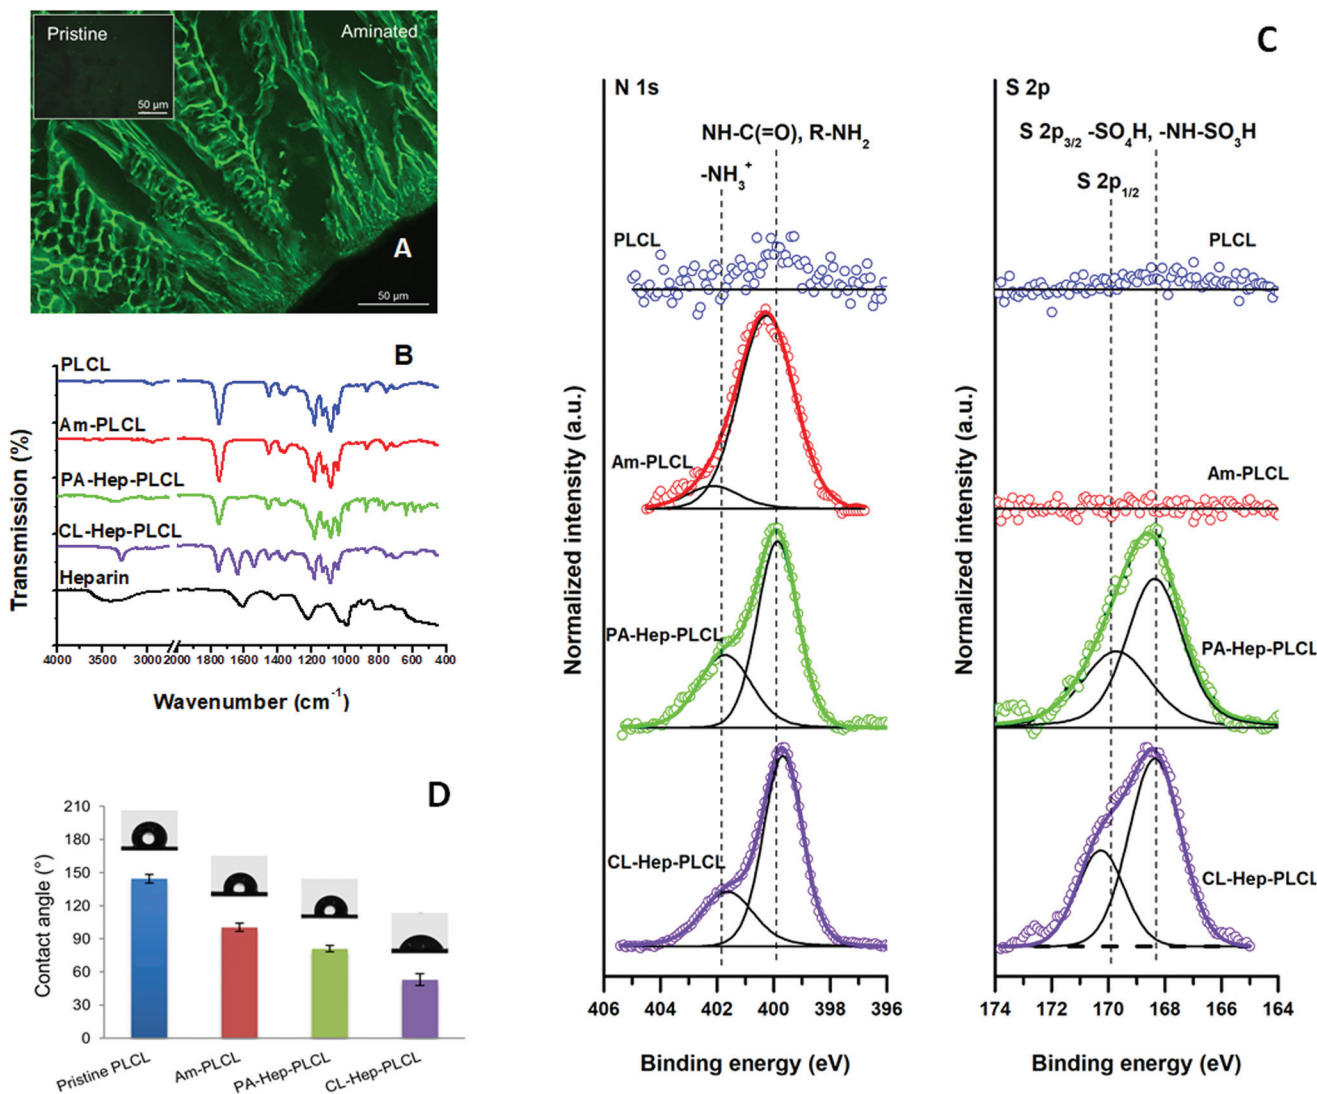 Pristine
Aminated
50 µm
A
50 µm
B
PLCL
Am-PLCL
PA-Hep-PLCL
CL-Hep-PLCL
Heparin
Transmission (%)
4000 3500 3000 2000 1800 1600 1400 1200 1000 800 600 400
Wavenumber (cm-1)
C
N 1s
NH-C(=O), R-NH2
-NH3+
PLCL
Am-PLCL
PA-Hep-PLCL
CL-Hep-PLCL
Normalized intensity (a.u.)
406 404 402 400 398 396
Binding energy (eV)
S 2p
S 2p3/2 -SO4H, -NH-SO3H
S 2p1/2
PLCL
Am-PLCL
PA-Hep-PLCL
CL-Hep-PLCL
Normalized intensity (a.u.)
174 172 170 168 166 164
Binding energy (eV)
D
210
180
150
120
90
60
30
0
Contact angle (°)
Pristine PLCL
Am-PLCL
PA-Hep-PLCL
CL-Hep-PLCL